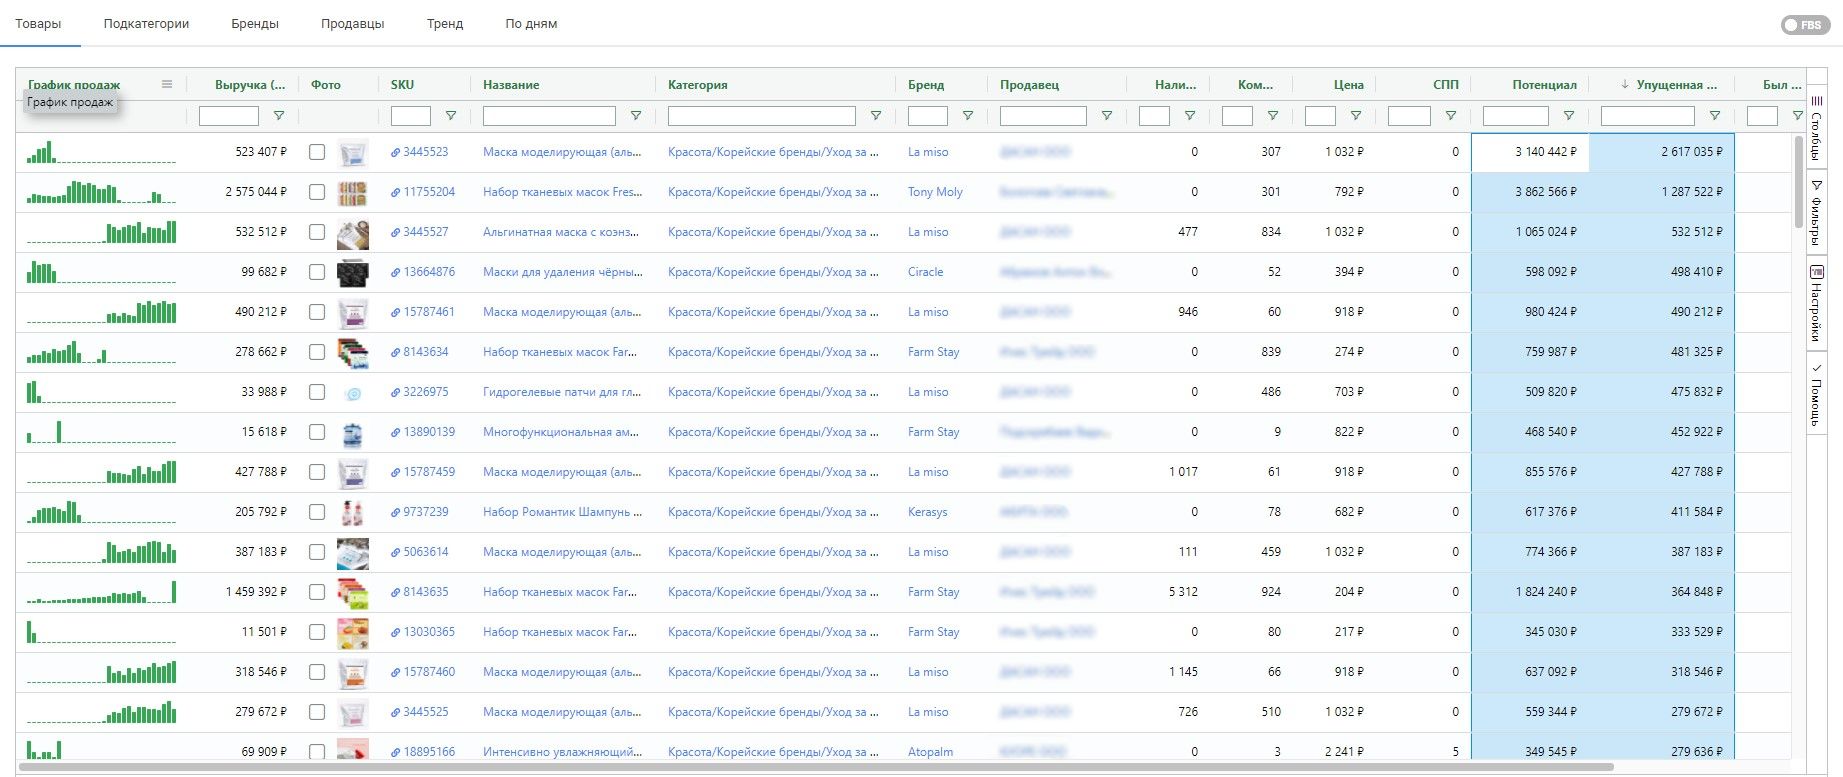 Товары Подкатегории Бренды Продавцы Тренд По дням FBS
График продаж Выручка (... Фото SKU Название Категория Бренд Продавец Нали... Ком... Цена СПП Потенциал Упущенная ... Был ...
График продаж
523 407 ₽ 3445523 Маска моделирующая (аль... Красота/Корейские бренды/Уход за ... La miso 0 307 1 032 ₽ 0 3 140 442 ₽ 2 617 035 ₽
2 575 044 ₽ 11755204 Набор тканевых масок Fres... Красота/Корейские бренды/Уход за ... Tony Moly 0 301 792 ₽ 0 3 862 566 ₽ 1 287 522 ₽
532 512 ₽ 3445527 Альгинатная маска с коэнз... Красота/Корейские бренды/Уход за ... La miso 477 834 1 032 ₽ 0 1 065 024 ₽ 532 512 ₽
99 682 ₽ 13664876 Маски для удаления чёрны... Красота/Корейские бренды/Уход за ... Ciracle 0 52 394 ₽ 0 598 092 ₽ 498 410 ₽
490 212 ₽ 15787461 Маска моделирующая (аль... Красота/Корейские бренды/Уход за ... La miso 946 60 918 ₽ 0 980 424 ₽ 490 212 ₽
278 662 ₽ 8143634 Набор тканевых масок Far... Красота/Корейские бренды/Уход за ... Farm Stay 0 839 274 ₽ 0 759 987 ₽ 481 325 ₽
33 988 ₽ 3226975 Гидрогелевые патчи для гл... Красота/Корейские бренды/Уход за ... La miso 0 486 703 ₽ 0 509 820 ₽ 475 832 ₽
15 618 ₽ 13890139 Многофункциональная ам... Красота/Корейские бренды/Уход за ... Farm Stay 0 9 822 ₽ 0 468 540 ₽ 452 922 ₽
427 788 ₽ 15787459 Маска моделирующая (аль... Красота/Корейские бренды/Уход за ... La miso 1 017 61 918 ₽ 0 855 576 ₽ 427 788 ₽
205 792 ₽ 9737239 Набор Романтик Шампунь ... Красота/Корейские бренды/Уход за ... Kerasys 0 78 682 ₽ 0 617 376 ₽ 411 584 ₽
387 183 ₽ 5063614 Маска моделирующая (аль... Красота/Корейские бренды/Уход за ... La miso 111 459 1 032 ₽ 0 774 366 ₽ 387 183 ₽
1 459 392 ₽ 8143635 Набор тканевых масок Far... Красота/Корейские бренды/Уход за ... Farm Stay 5 312 924 204 ₽ 0 1 824 240 ₽ 364 848 ₽
11 501 ₽ 13030365 Набор тканевых масок Far... Красота/Корейские бренды/Уход за ... Farm Stay 0 80 217 ₽ 0 345 030 ₽ 333 529 ₽
318 546 ₽ 15787460 Маска моделирующая (аль... Красота/Корейские бренды/Уход за ... La miso 1 145 66 918 ₽ 0 637 092 ₽ 318 546 ₽
279 672 ₽ 3445525 Маска моделирующая (аль... Красота/Корейские бренды/Уход за ... La miso 726 510 1 032 ₽ 0 559 344 ₽ 279 672 ₽
69 909 ₽ 18895166 Интенсивно увлажняющий... Красота/Корейские бренды/Уход за ... Atopalm 0 3 2 241 ₽ 5 349 545 ₽ 279 636 ₽
Столбцы
Фильтры
Настройки
Помощь